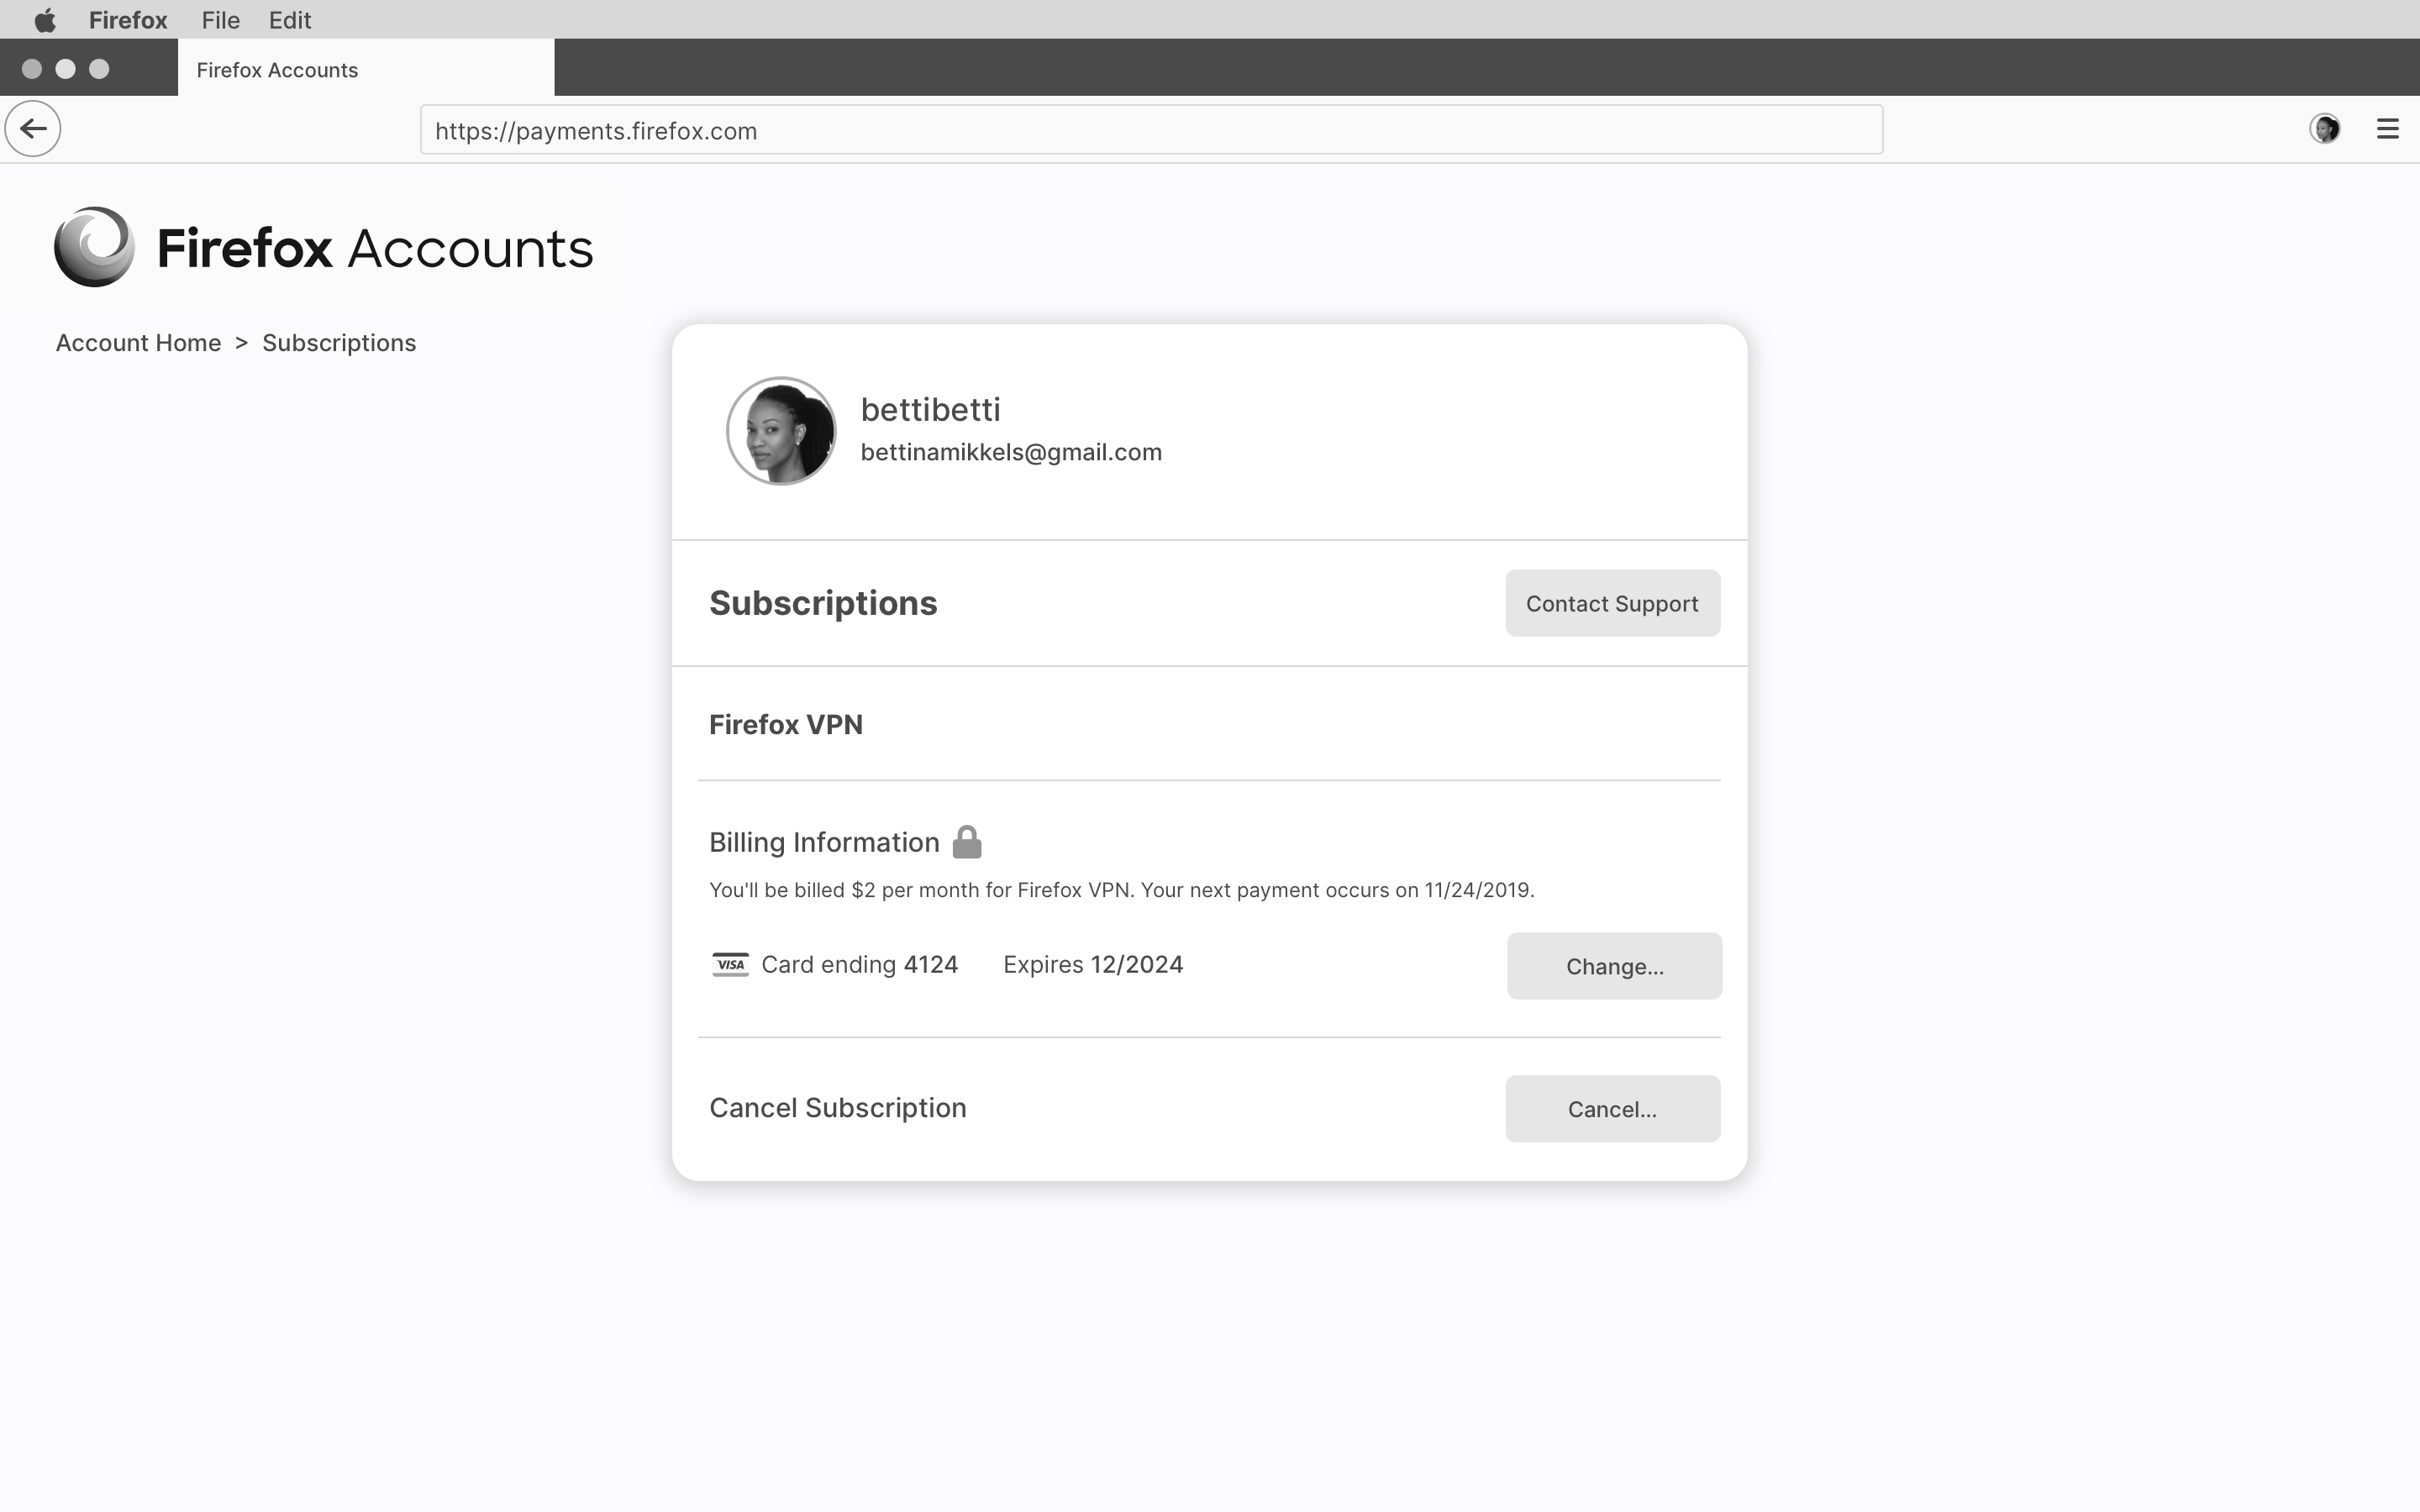 Firefox File Edit
Firefox Accounts
https://payments.firefox.com
Firefox Accounts
Account Home > Subscriptions
bettibetti
bettinamikkels@gmail.com
Subscriptions
Contact Support
Firefox VPN
Billing Information
You'll be billed $2 per month for Firefox VPN. Your next payment occurs on 11/24/2019.
VISA Card ending 4124 Expires 12/2024
Change...
Cancel Subscription
Cancel...